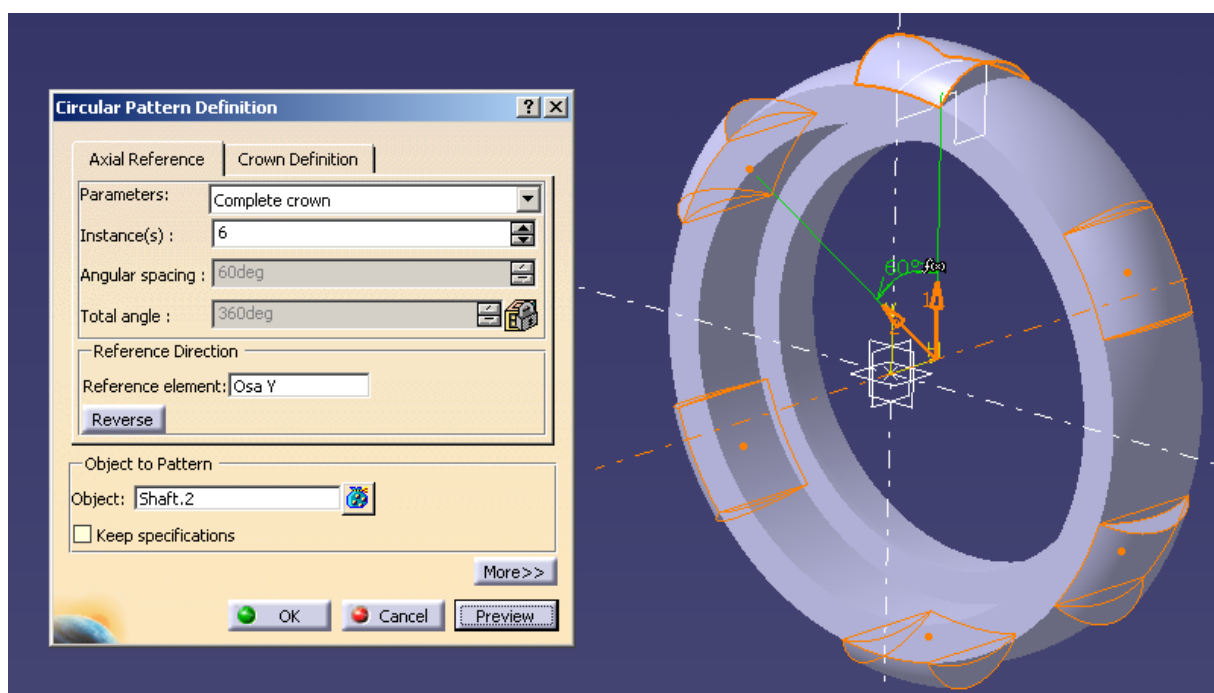 Circular Pattern Definition
Axial Reference Crown Definition
Parameters: Complete crown
Instance(s) : 6
Angular spacing : 60deg
Total angle : 360deg
Reference Direction
Reference element: Osa Y
Reverse
Object to Pattern
Object: Shaft.2
Keep specifications
More>>
OK Cancel Preview
f(x)